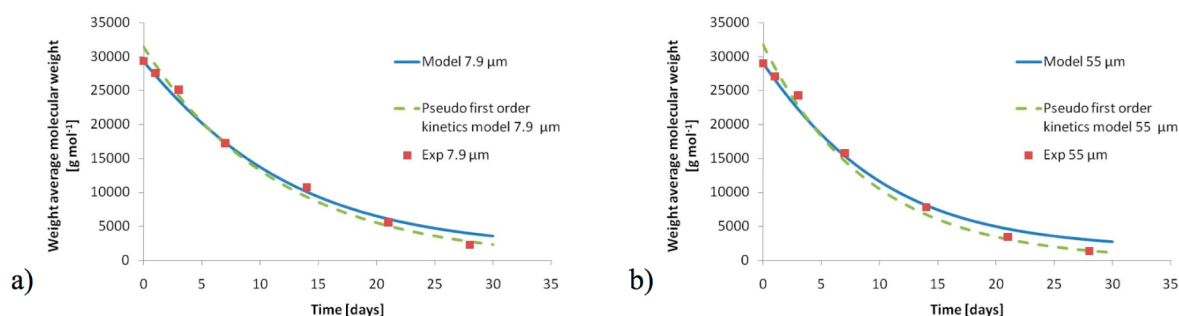 35000
30000
25000
20000
15000
10000
5000
0
Weight average molecular weight
[g mol-1]
Model 7.9 µm
Pseudo first order
kinetics model 7.9 µm
Exp 7.9 µm
0 5 10 15 20 25 30 35
Time [days]
a)
35000
30000
25000
20000
15000
10000
5000
0
Weight average molecular weight
[g mol-1]
Model 55 µm
Pseudo first order
kinetics model 55 µm
Exp 55 µm
0 5 10 15 20 25 30 35
Time [days]
b)